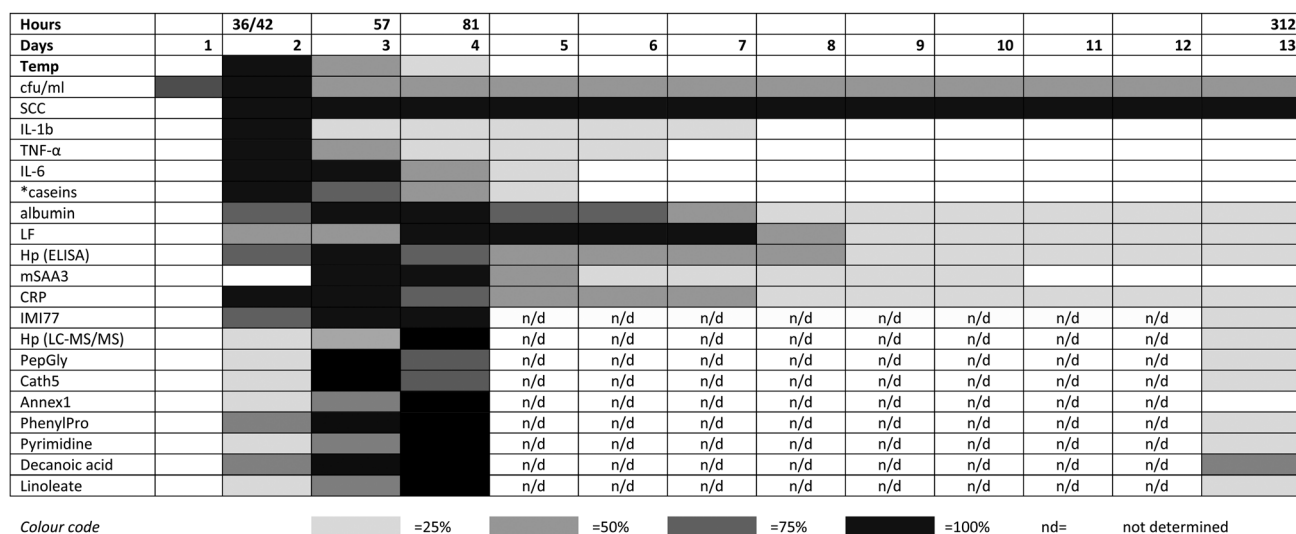 Hours 36/42 57 81 312
Days 1 2 3 4 5 6 7 8 9 10 11 12 13
Temp
cfu/ml
SCC
IL-1b
TNF-α
IL-6
*caseins
albumin
LF
Hp (ELISA)
mSAA3
CRP
IMI77 n/d n/d n/d n/d n/d n/d n/d n/d
Hp (LC-MS/MS) n/d n/d n/d n/d n/d n/d n/d n/d
PepGly n/d n/d n/d n/d n/d n/d n/d n/d
Cath5 n/d n/d n/d n/d n/d n/d n/d n/d
Annex1 n/d n/d n/d n/d n/d n/d n/d n/d
PhenylPro n/d n/d n/d n/d n/d n/d n/d n/d
Pyrimidine n/d n/d n/d n/d n/d n/d n/d n/d
Decanoic acid n/d n/d n/d n/d n/d n/d n/d n/d
Linoleate n/d n/d n/d n/d n/d n/d n/d n/d
Colour code =25% =50% =75% =100% nd= not determined